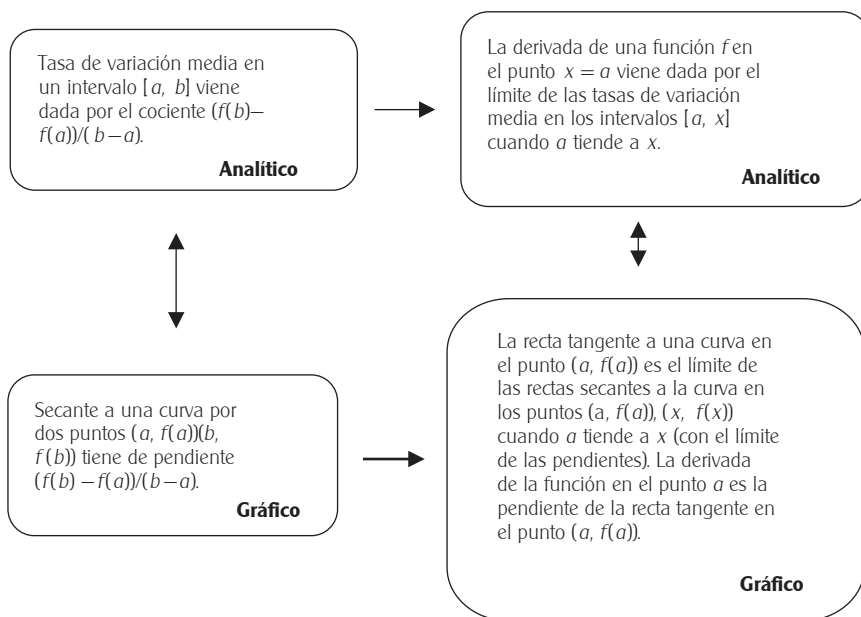 Tasa de variación media en
un intervalo [a, b] viene
dada por el cociente (f(b)–
f(a))/(b–a).
Analítico
La derivada de una función f en
el punto x = a viene dada por el
límite de las tasas de variación
media en los intervalos [a, x]
cuando a tiende a x.
Analítico
Secante a una curva por
dos puntos (a, f(a))(b,
f(b)) tiene de pendiente
(f(b) – f(a))/(b–a).
Gráfico
La recta tangente a una curva en
el punto (a, f(a)) es el límite de
las rectas secantes a la curva en
los puntos (a, f(a)), (x, f(x))
cuando a tiende a x (con el límite
de las pendientes). La derivada
de la función en el punto a es la
pendiente de la recta tangente en
el punto (a, f(a)).
Gráfico